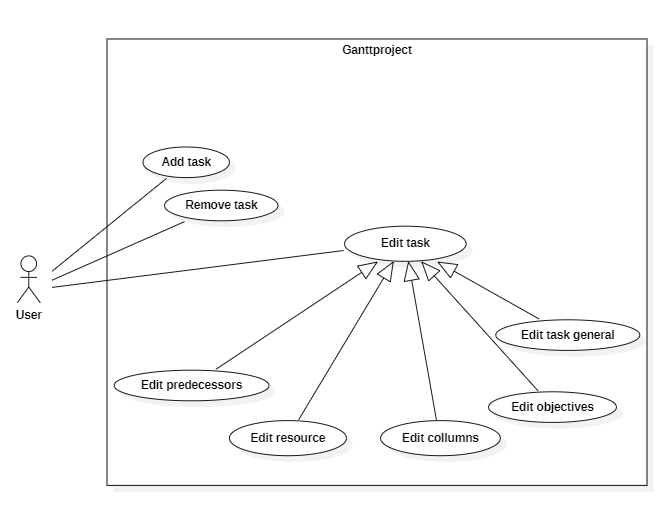 Ganttproject
Add task
Remove task
Edit task
User
Edit task general
Edit predecessors
Edit objectives
Edit resource
Edit collumns